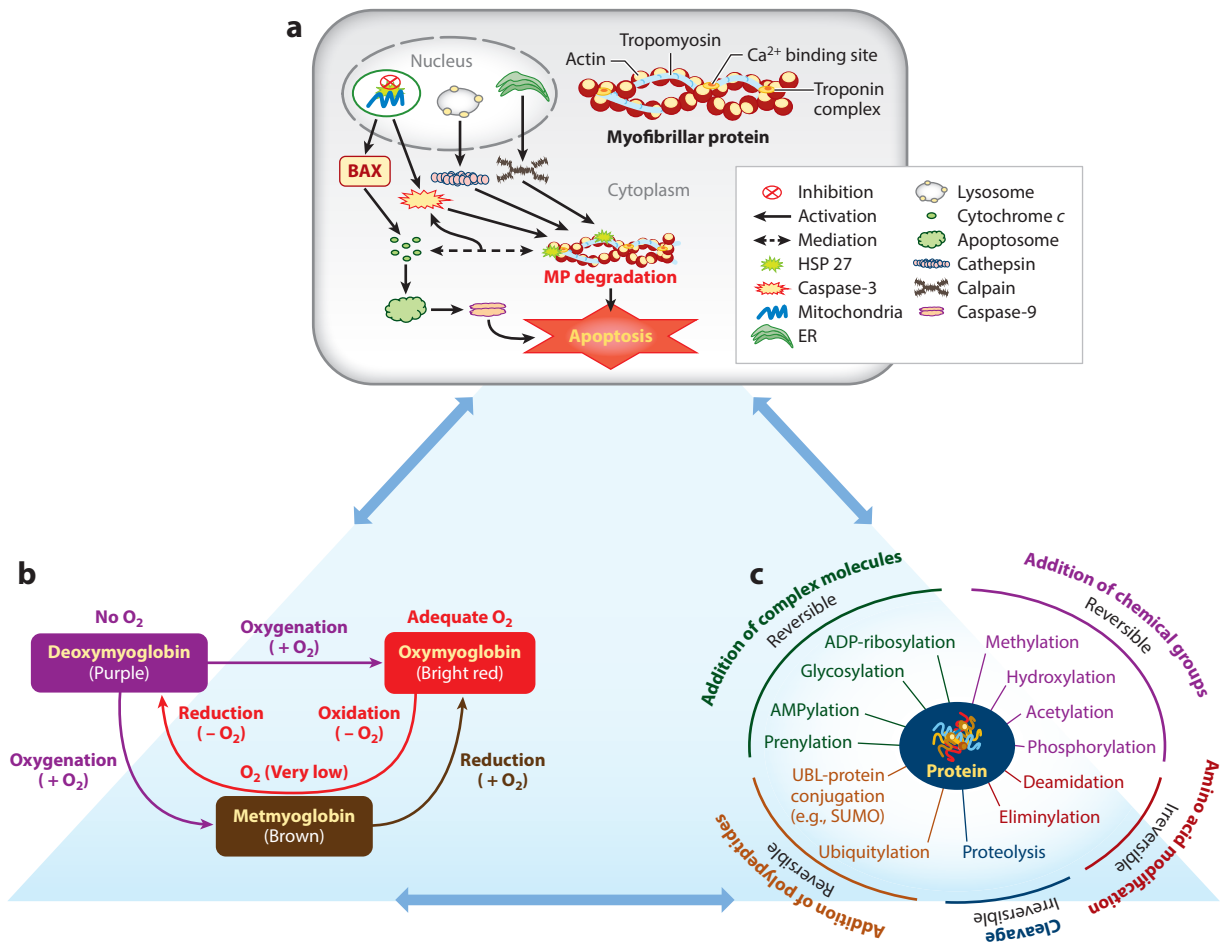 a
Nucleus
BAX
Actin
Tropomyosin
Ca²⁺ binding site
Troponin
complex
Myofibrillar protein
Cytoplasm
MP degradation
Apoptosis
Inhibition
Activation
Mediation
HSP 27
Caspase-3
Mitochondria
ER
Lysosome
Cytochrome c
Apoptosome
Cathepsin
Calpain
Caspase-9
b
No O₂
Deoxymyoglobin
(Purple)
Oxygenation
(+ O₂)
Adequate O₂
Oxymyoglobin
(Bright red)
Reduction
(− O₂)
Oxidation
(− O₂)
O₂ (Very low)
Oxygenation
(+ O₂)
Reduction
(+ O₂)
Metmyoglobin
(Brown)
c
Addition of complex molecules
Reversible
ADP-ribosylation
Glycosylation
AMPylation
Prenylation
Addition of chemical groups
Reversible
Methylation
Hydroxylation
Acetylation
Phosphorylation
Protein
Deamidation
Eliminylation
Amino acid modification
Irreversible
UBL-protein
conjugation
(e.g., SUMO)
Ubiquitylation
Addition of polypeptides
Reversible
Proteolysis
Cleavage
Irreversible